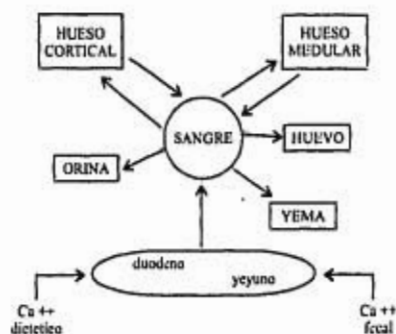 HUESO
CORTICAL
HUESO
MEDULAR
SANGRE
HUEVO
ORINA
YEMA
duodeno
yeyuno
Ca ++
dietetico
Ca ++
fecal